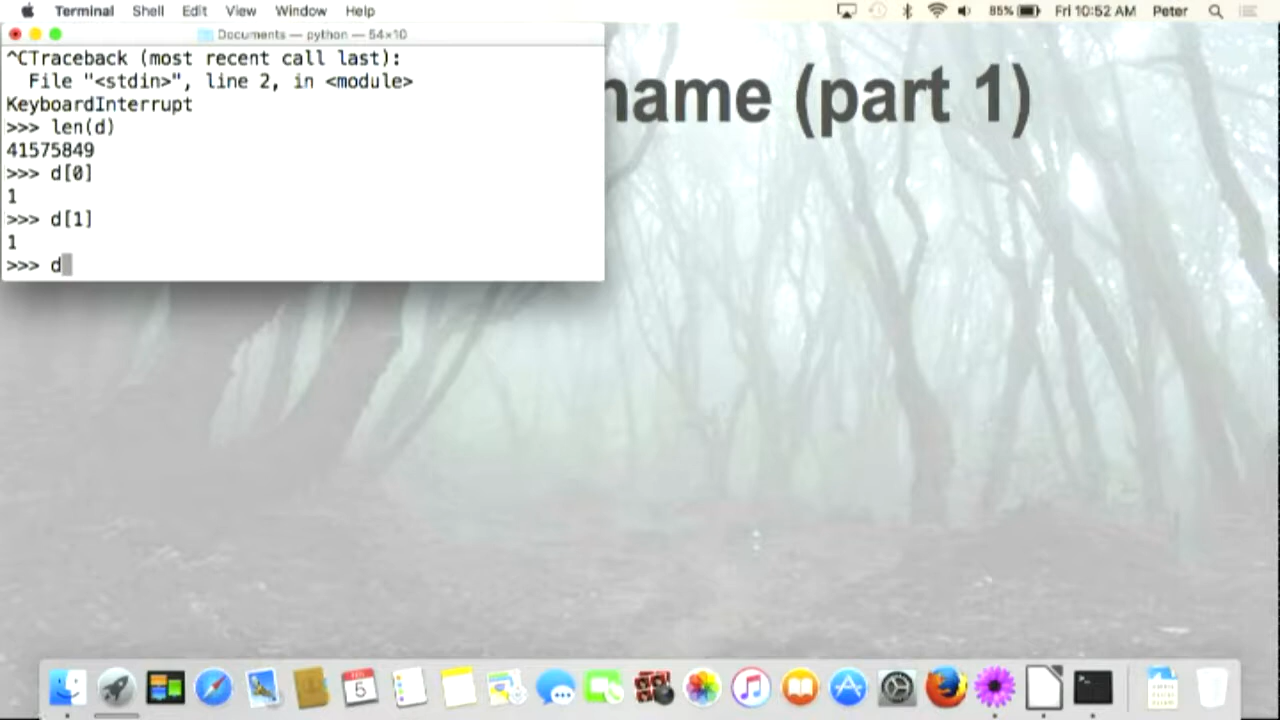 Terminal Shell Edit View Window Help 85% Fri 10:52 AM Peter
Documents — python — 54×10
^CTraceback (most recent call last):
  File "<stdin>", line 2, in <module>
KeyboardInterrupt
>>> len(d)
41575849
>>> d[0]
1
>>> d[1]
1
>>> d
name (part 1)
5